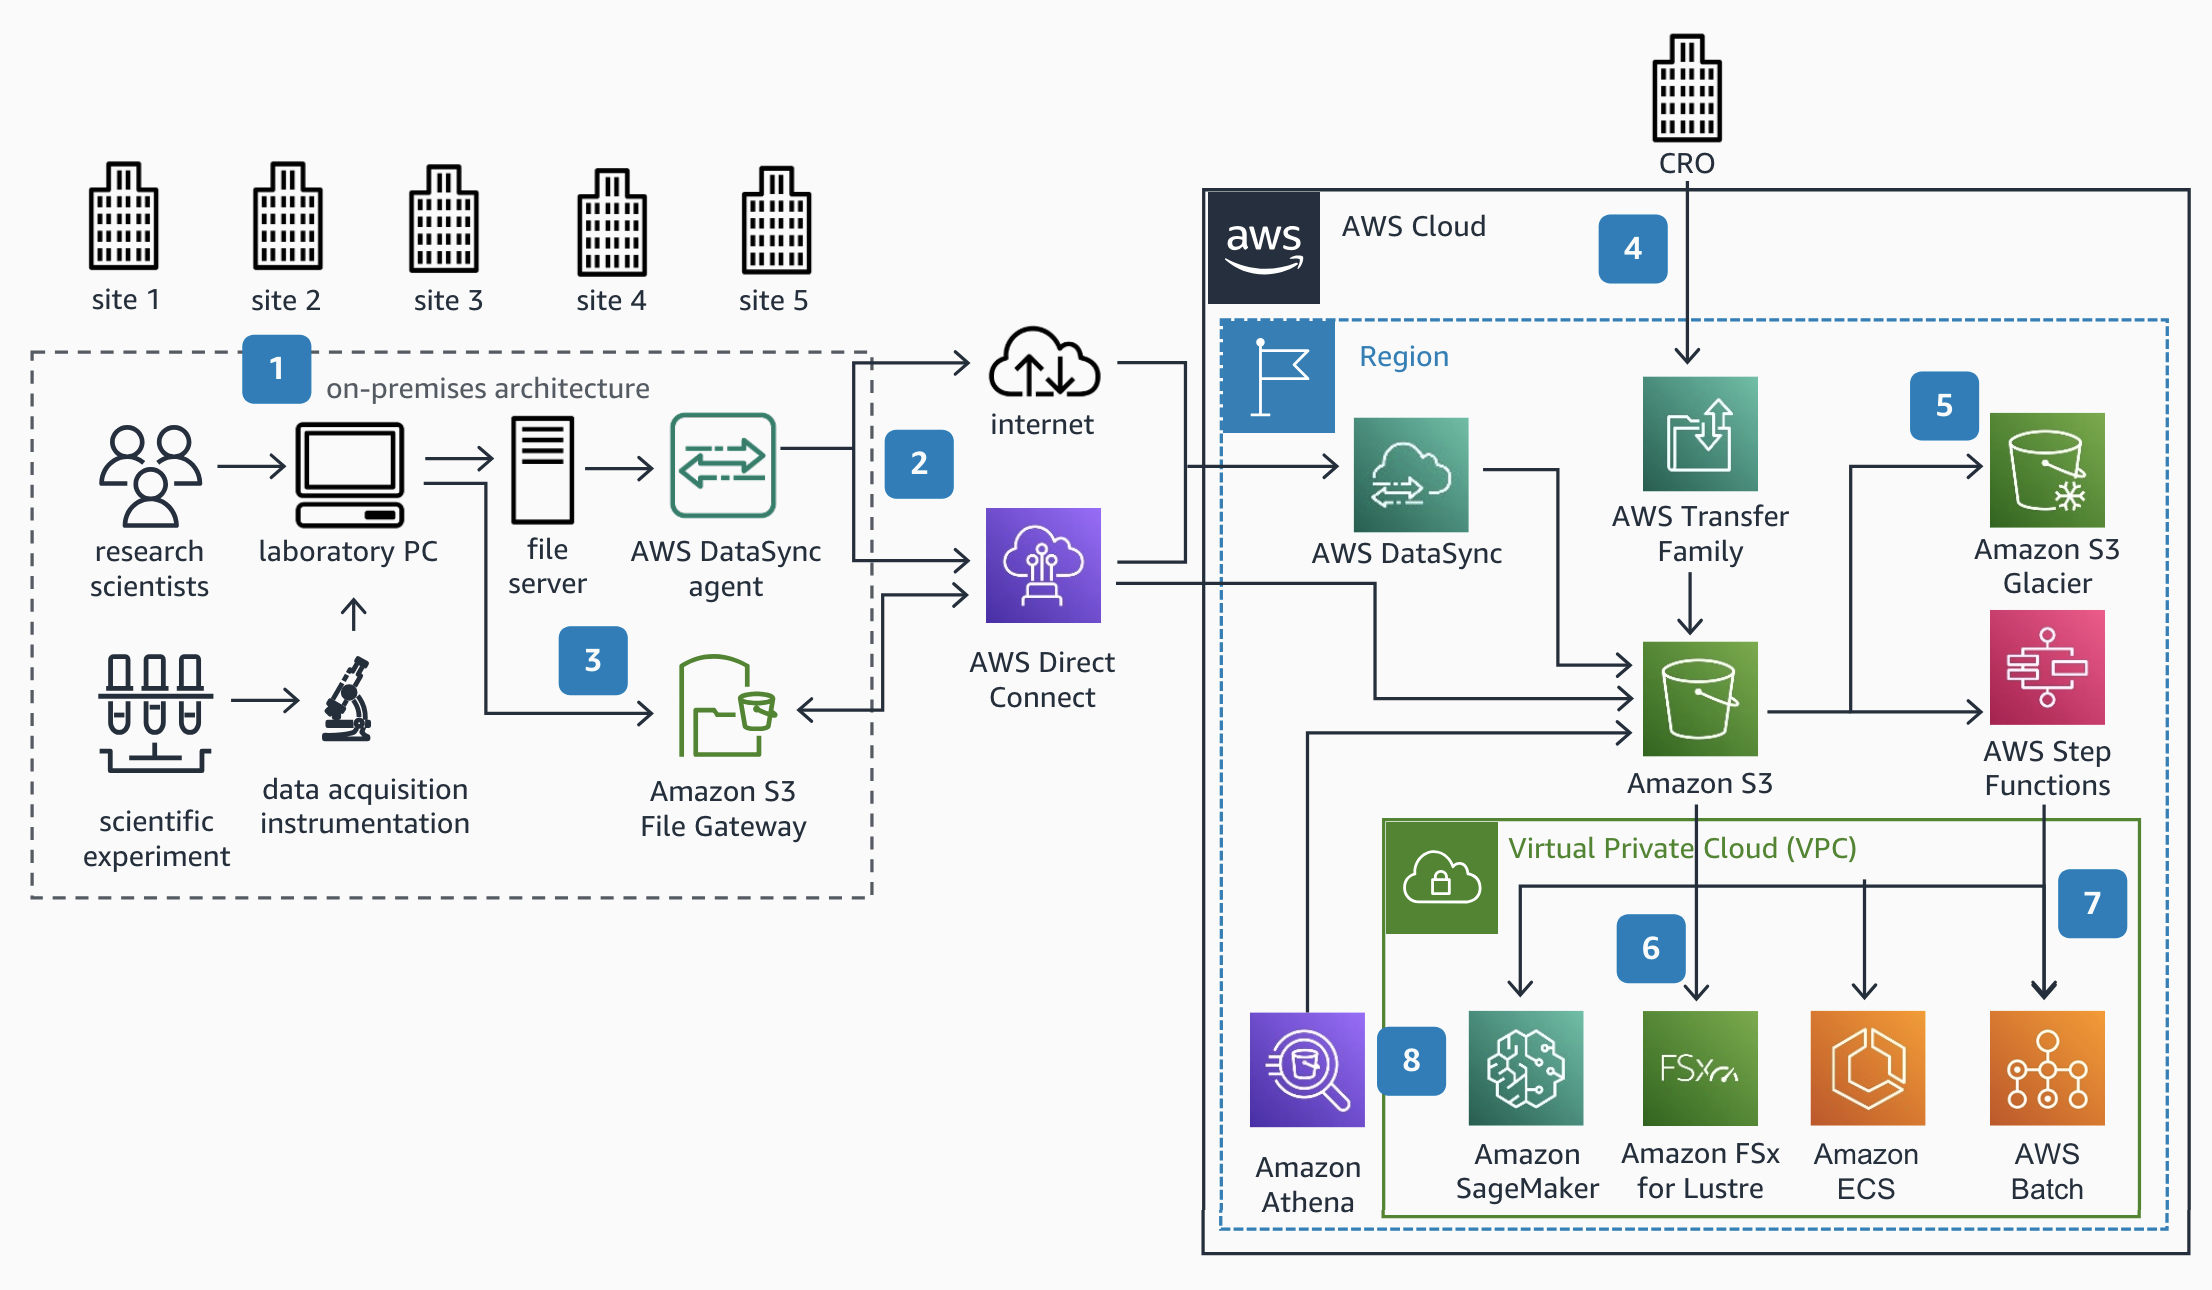 CRO
site 1
site 2
site 3
site 4
site 5
aws
AWS Cloud
4
1
on-premises architecture
Region
5
2
internet
research
scientists
laboratory PC
file
server
AWS DataSync
agent
AWS DataSync
AWS Transfer
Family
Amazon S3
Glacier
3
AWS Direct
Connect
scientific
experiment
data acquisition
instrumentation
Amazon S3
File Gateway
Amazon S3
AWS Step
Functions
Virtual Private Cloud (VPC)
6
7
8
FSx
Amazon
Athena
Amazon
SageMaker
Amazon FSx
for Lustre
Amazon
ECS
AWS
Batch